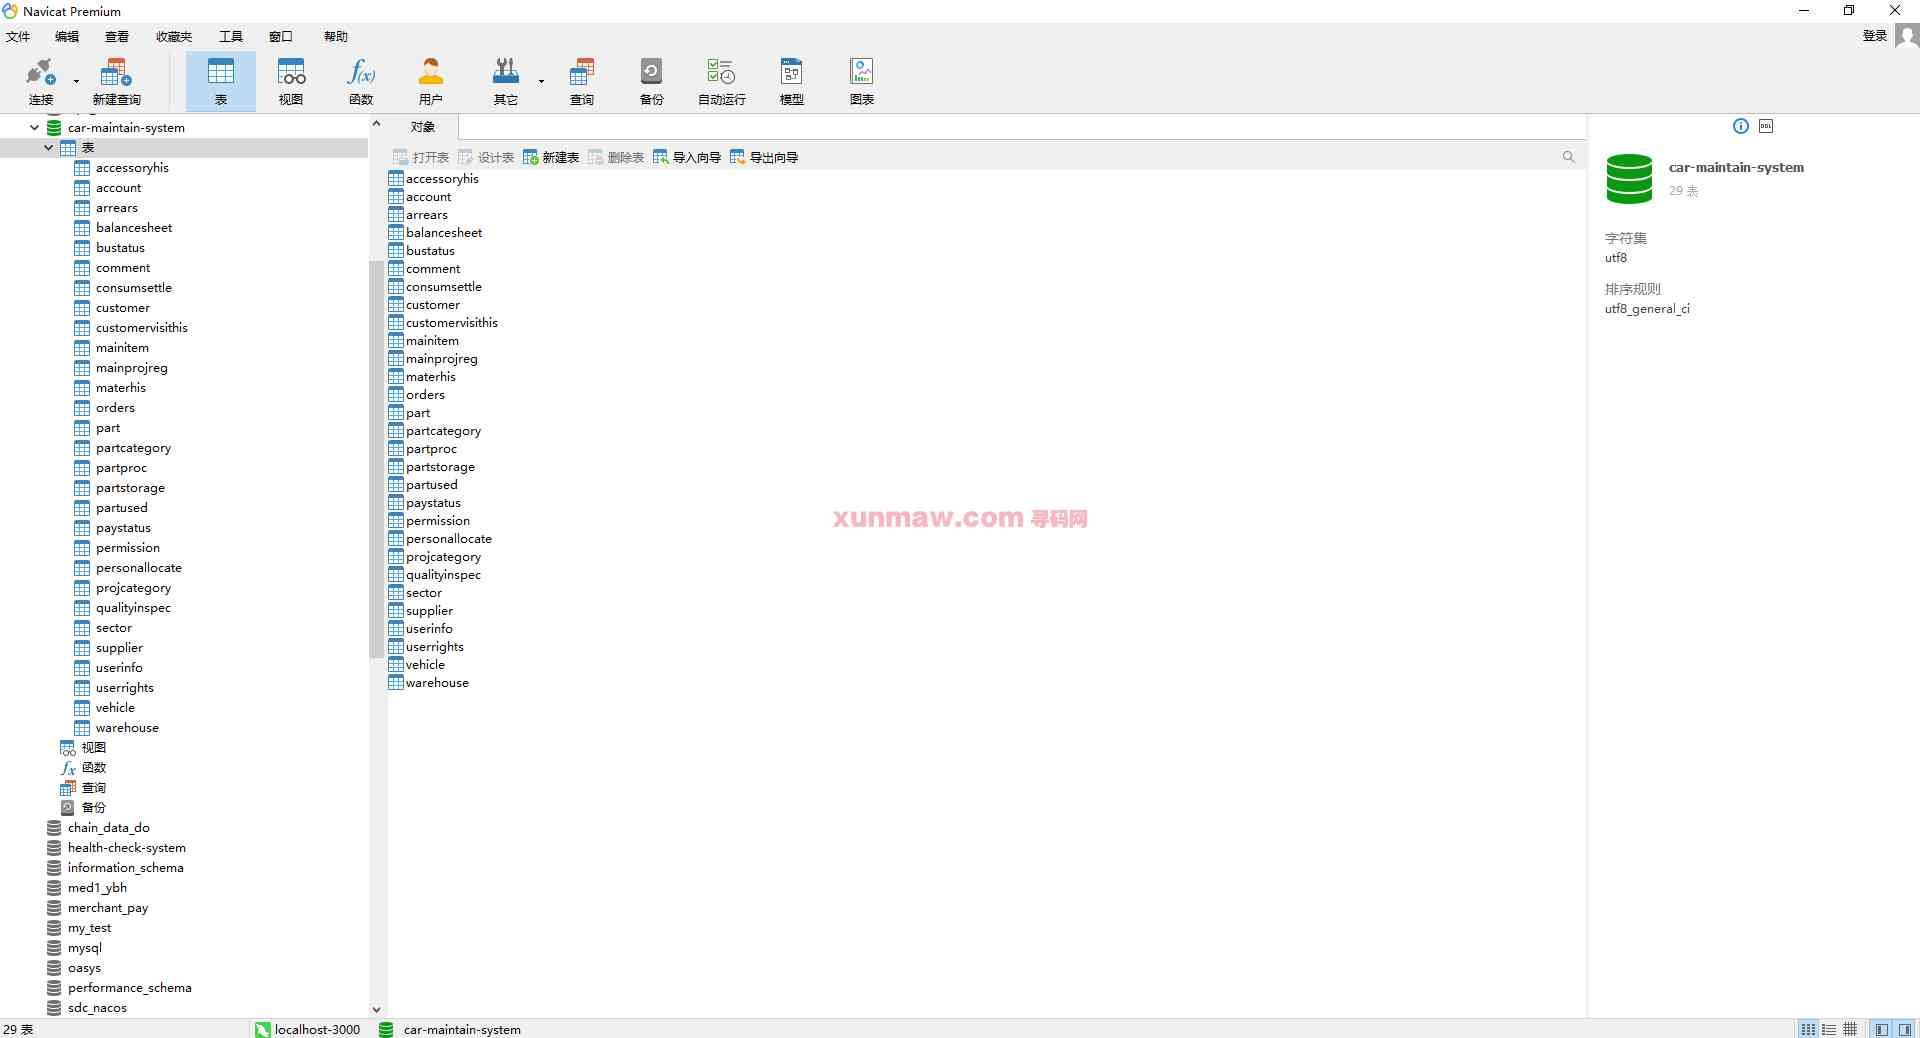 Navicat Premium
文件 编辑 查看 收藏夹 工具 窗口 帮助 登录
连接 新建查询 表 视图 函数 用户 其它 查询 备份 自动运行 模型 图表
car-maintain-system
表
accessoryhis
account
arrears
balancesheet
bustatus
comment
consumsettle
customer
customervisithis
mainitem
mainprojreg
materhis
orders
part
partcategory
partproc
partstorage
partused
paystatus
permission
personallocate
projcategory
qualityinspec
sector
supplier
userinfo
userrights
vehicle
warehouse
视图
函数
查询
备份
chain_data_do
health-check-system
information_schema
med1_ybh
merchant_pay
my_test
mysql
oasys
performance_schema
sdc_nacos
对象
打开表 设计表 新建表 删除表 导入向导 导出向导
accessoryhis
account
arrears
balancesheet
bustatus
comment
consumsettle
customer
customervisithis
mainitem
mainprojreg
materhis
orders
part
partcategory
partproc
partstorage
partused
paystatus
permission
personallocate
projcategory
qualityinspec
sector
supplier
userinfo
userrights
vehicle
warehouse
xunmaw.com 寻码网
car-maintain-system
29 表
字符集
utf8
排序规则
utf8_general_ci
29 表 localhost-3000 car-maintain-system